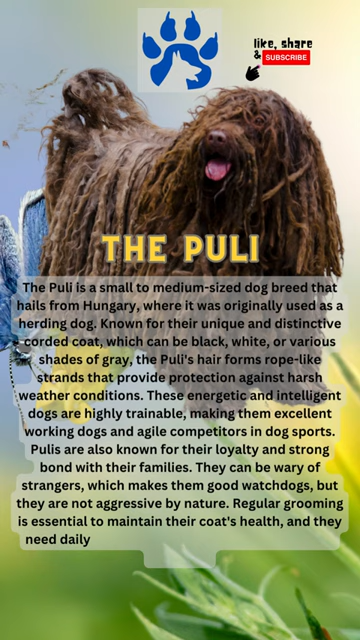 like, share
& SUBSCRIBE
THE PULI
The Puli is a small to medium-sized dog breed that
hails from Hungary, where it was originally used as a
herding dog. Known for their unique and distinctive
corded coat, which can be black, white, or various
shades of gray, the Puli's hair forms rope-like
strands that provide protection against harsh
weather conditions. These energetic and intelligent
dogs are highly trainable, making them excellent
working dogs and agile competitors in dog sports.
Pulis are also known for their loyalty and strong
bond with their families. They can be wary of
strangers, which makes them good watchdogs, but
they are not aggressive by nature. Regular grooming
is essential to maintain their coat's health, and they
need daily